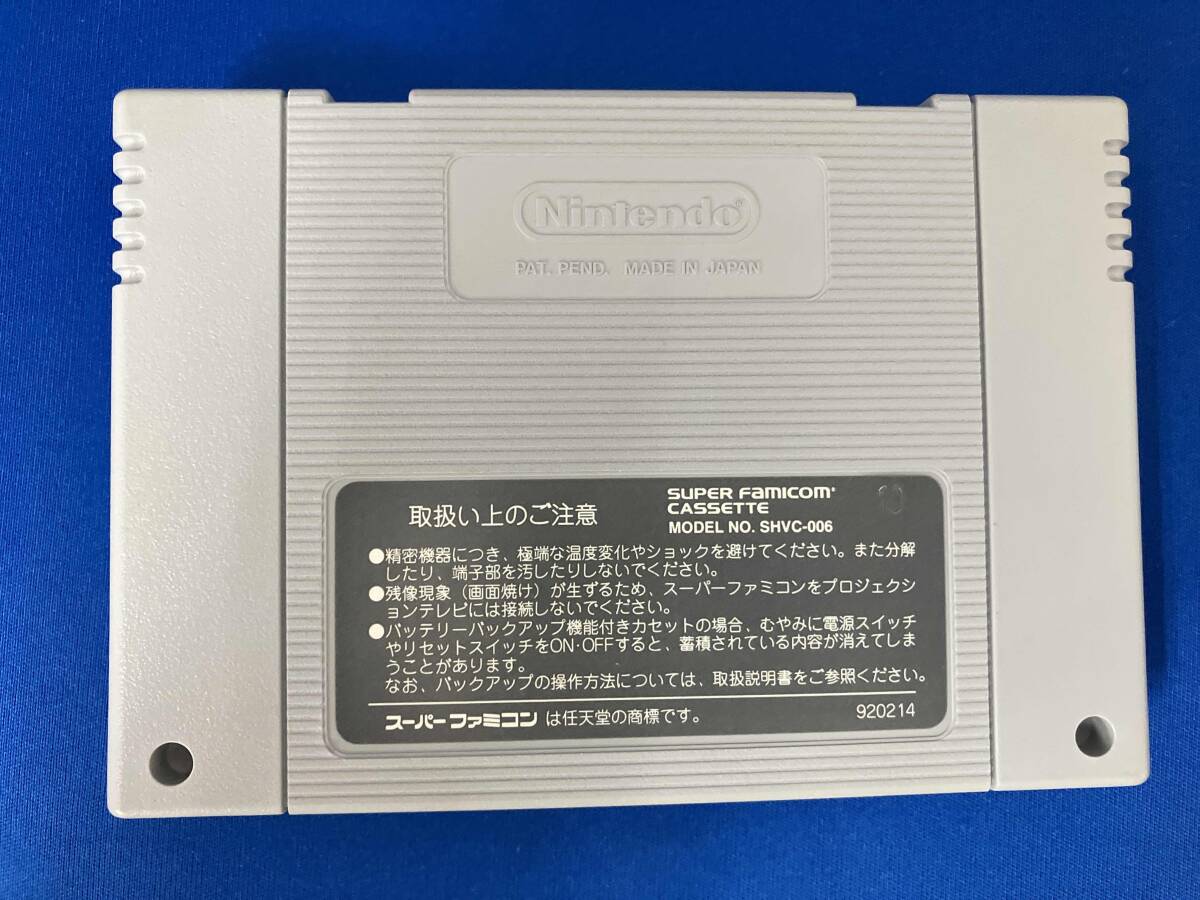 Nintendo®
PAT. PEND. MADE IN JAPAN
取扱い上のご注意
SUPER FAMICOM®
CASSETTE
MODEL NO. SHVC-006
●精密機器につき、極端な温度変化やショックを避けてください。また分解
したり、端子部を汚したりしないでください。
●残像現象（画面焼け）が生ずるため、スーパーファミコンをプロジェクシ
ョンテレビには接続しないでください。
●バッテリーバックアップ機能付きカセットの場合、むやみに電源スイッチ
やリセットスイッチをON･OFFすると、蓄積されている内容が消えてしま
うことがあります。
なお、バックアップの操作方法については、取扱説明書をご参照ください。
スーパーファミコンは任天堂の商標です。
920214